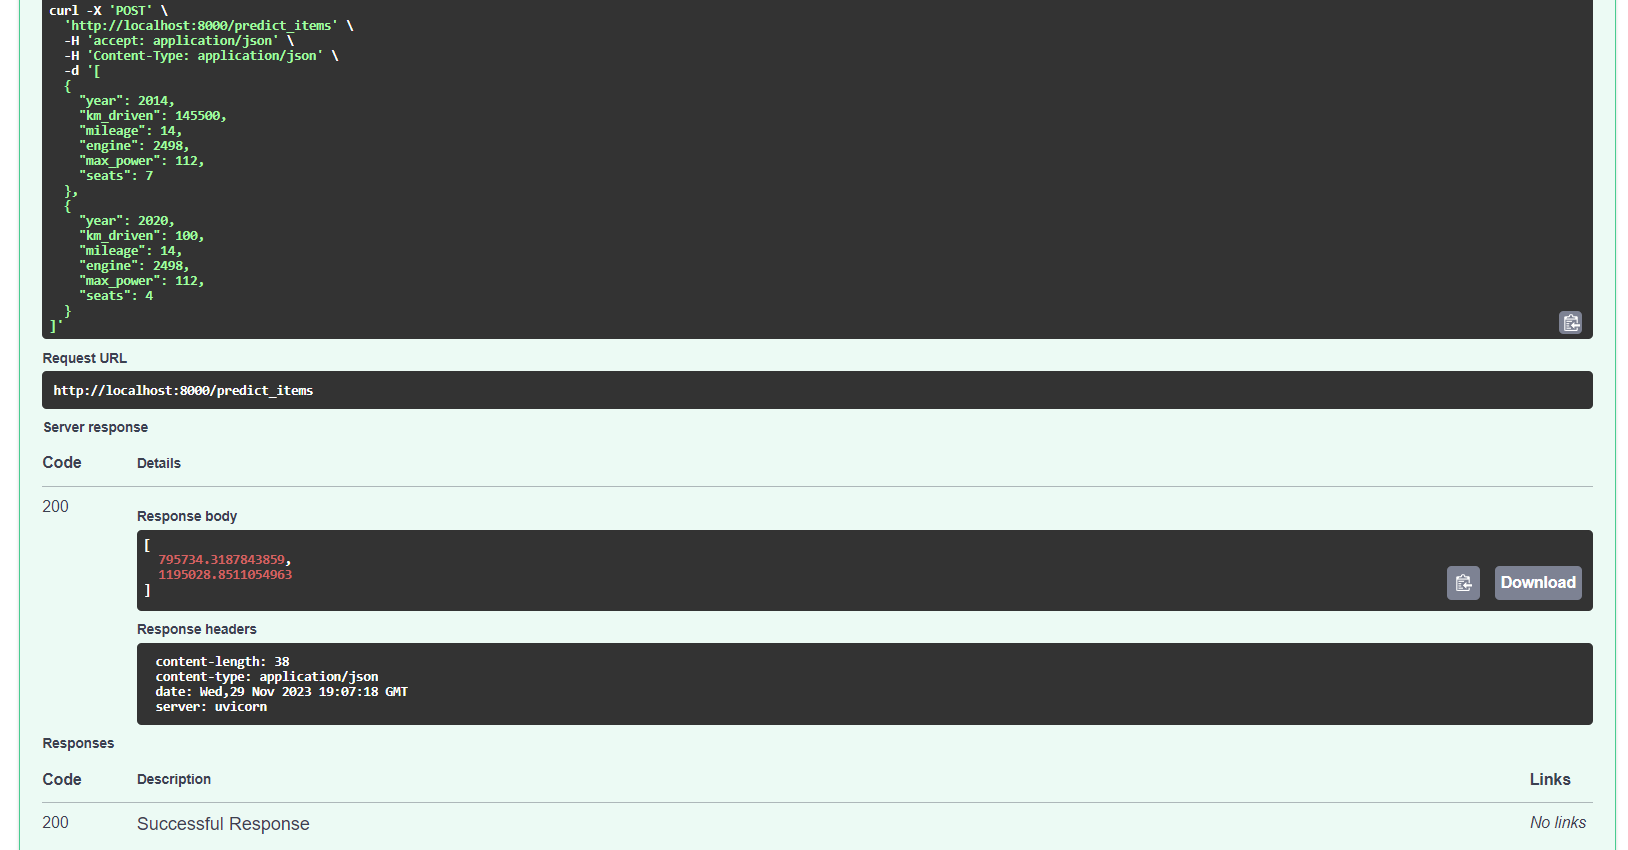 curl -X 'POST' \
  'http://localhost:8000/predict_items' \
  -H 'accept: application/json' \
  -H 'Content-Type: application/json' \
  -d '[
  {
    "year": 2014,
    "km_driven": 145500,
    "mileage": 14,
    "engine": 2498,
    "max_power": 112,
    "seats": 7
  },
  {
    "year": 2020,
    "km_driven": 100,
    "mileage": 14,
    "engine": 2498,
    "max_power": 112,
    "seats": 4
  }
]'
Request URL
http://localhost:8000/predict_items
Server response
Code Details
200
Response body
[
  795734.3187843859,
  1195028.8511054963
]
Download
Response headers
content-length: 38
content-type: application/json
date: Wed,29 Nov 2023 19:07:18 GMT
server: uvicorn
Responses
Code Description Links
200 Successful Response No links